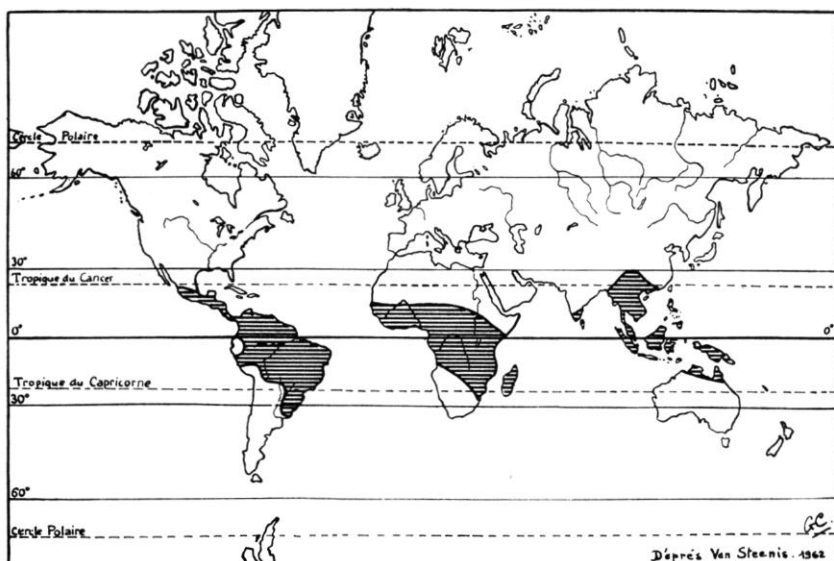 Cercle Polaire
60°
30°
Tropique du Cancer
0°
0°
Tropique du Capricorne
30°
60°
Cercle Polaire
GC
D'après Van Steenis. 1962